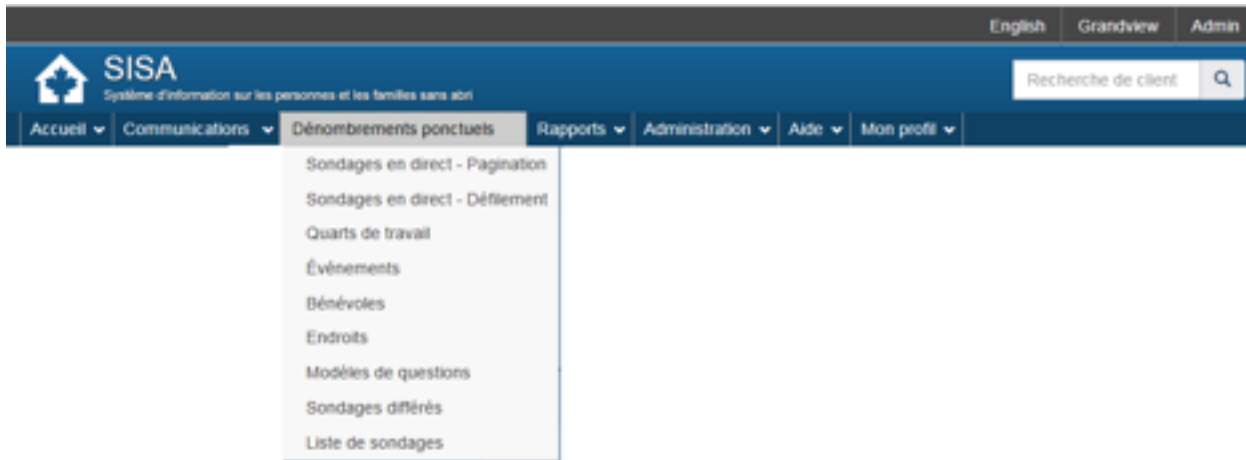 English Grandview Admin
SISA
Système d'information sur les personnes et les familles sans abri
Recherche de client
Accueil Communications Dénombrements ponctuels Rapports Administration Aide Mon profil
Sondages en direct - Pagination
Sondages en direct - Défilement
Quarts de travail
Événements
Bénévoles
Endroits
Modèles de questions
Sondages différés
Liste de sondages